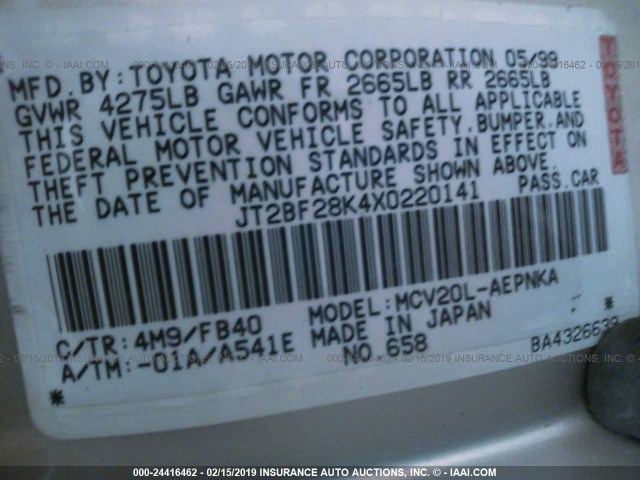 MFD. BY: TOYOTA MOTOR CORPORATION 05/99
GVWR 4275LB GAWR FR 2665LB RR 2665LB
THIS VEHICLE CONFORMS TO ALL APPLICABLE
FEDERAL MOTOR VEHICLE SAFETY, BUMPER, AND
THEFT PREVENTION STANDARDS IN EFFECT ON
THE DATE OF MANUFACTURE SHOWN ABOVE.
JT2BF28K4X0220141 PASS. CAR
TOYOTA
C/TR: 4M9/FB40 MODEL: MCV20L-AEPNKA
A/TM: -01A/A541E MADE IN JAPAN
NO 658 BA4326639
000-24416462 - 02/15/2019 INSURANCE AUTO AUCTIONS, INC. - © IAAI.COM